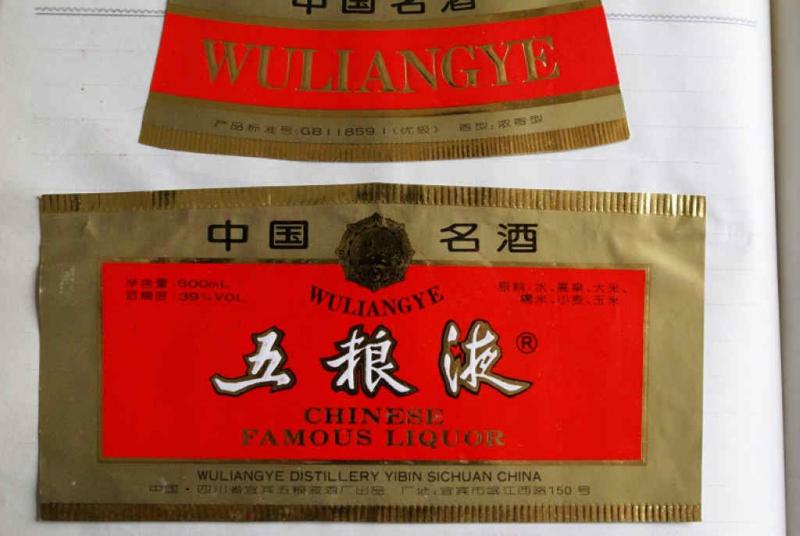 中国名酒
WULIANGYE
产品标准号:GB11859.1(优级) 香型:浓香型
中国 名酒
净含量:500mL
酒精度:39%VOL
原料:水、高粱、大米、
糯米、小麦、玉米
WULIANGYE
五粮液®
CHINESE
FAMOUS LIQUOR
WULIANGYE DISTILLERY YIBIN SICHUAN CHINA
中国·四川省宜宾五粮液酒厂出品 厂址:宜宾市岷江西路150号